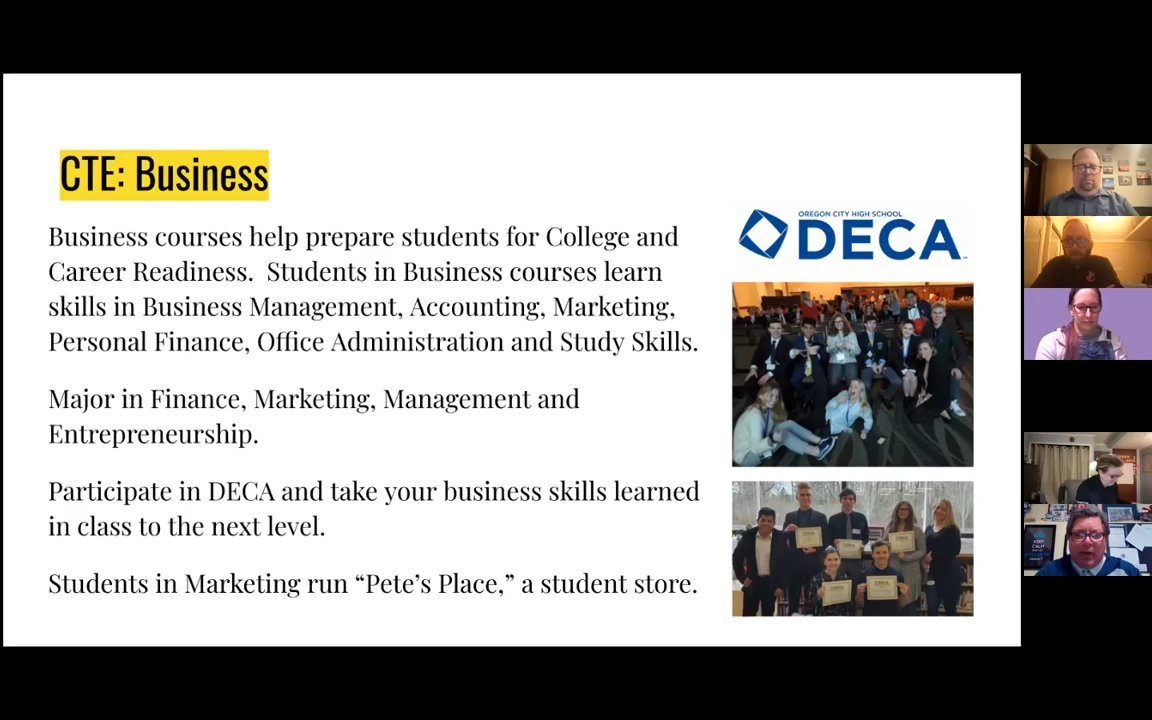 CTE: Business
Business courses help prepare students for College and
Career Readiness.  Students in Business courses learn
skills in Business Management, Accounting, Marketing,
Personal Finance, Office Administration and Study Skills.
Major in Finance, Marketing, Management and
Entrepreneurship.
Participate in DECA and take your business skills learned
in class to the next level.
Students in Marketing run “Pete’s Place,” a student store.
OREGON CITY HIGH SCHOOL
DECA™
KEEP
CALM